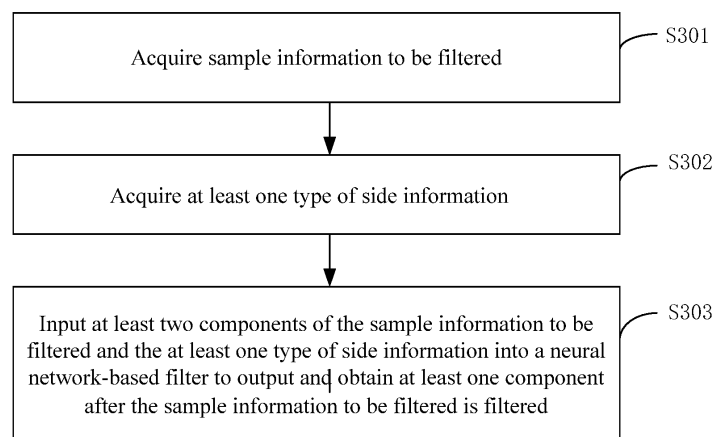 Acquire sample information to be filtered
S301
Acquire at least one type of side information
S302
Input at least two components of the sample information to be
filtered and the at least one type of side information into a neural
network-based filter to output and obtain at least one component
after the sample information to be filtered is filtered
S303